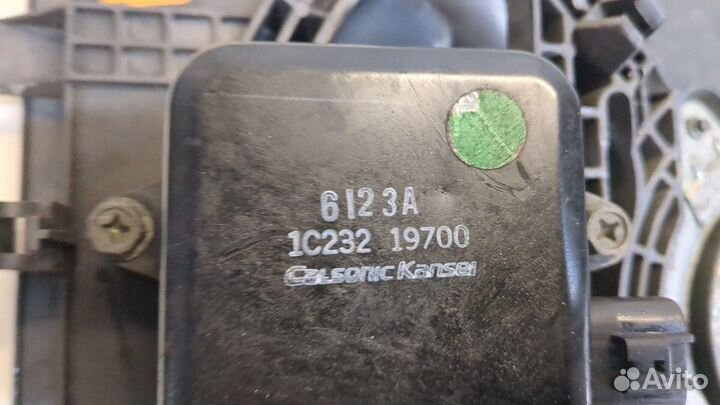 6123A
1C232 19700
CALSONIC KANSEI
Avito